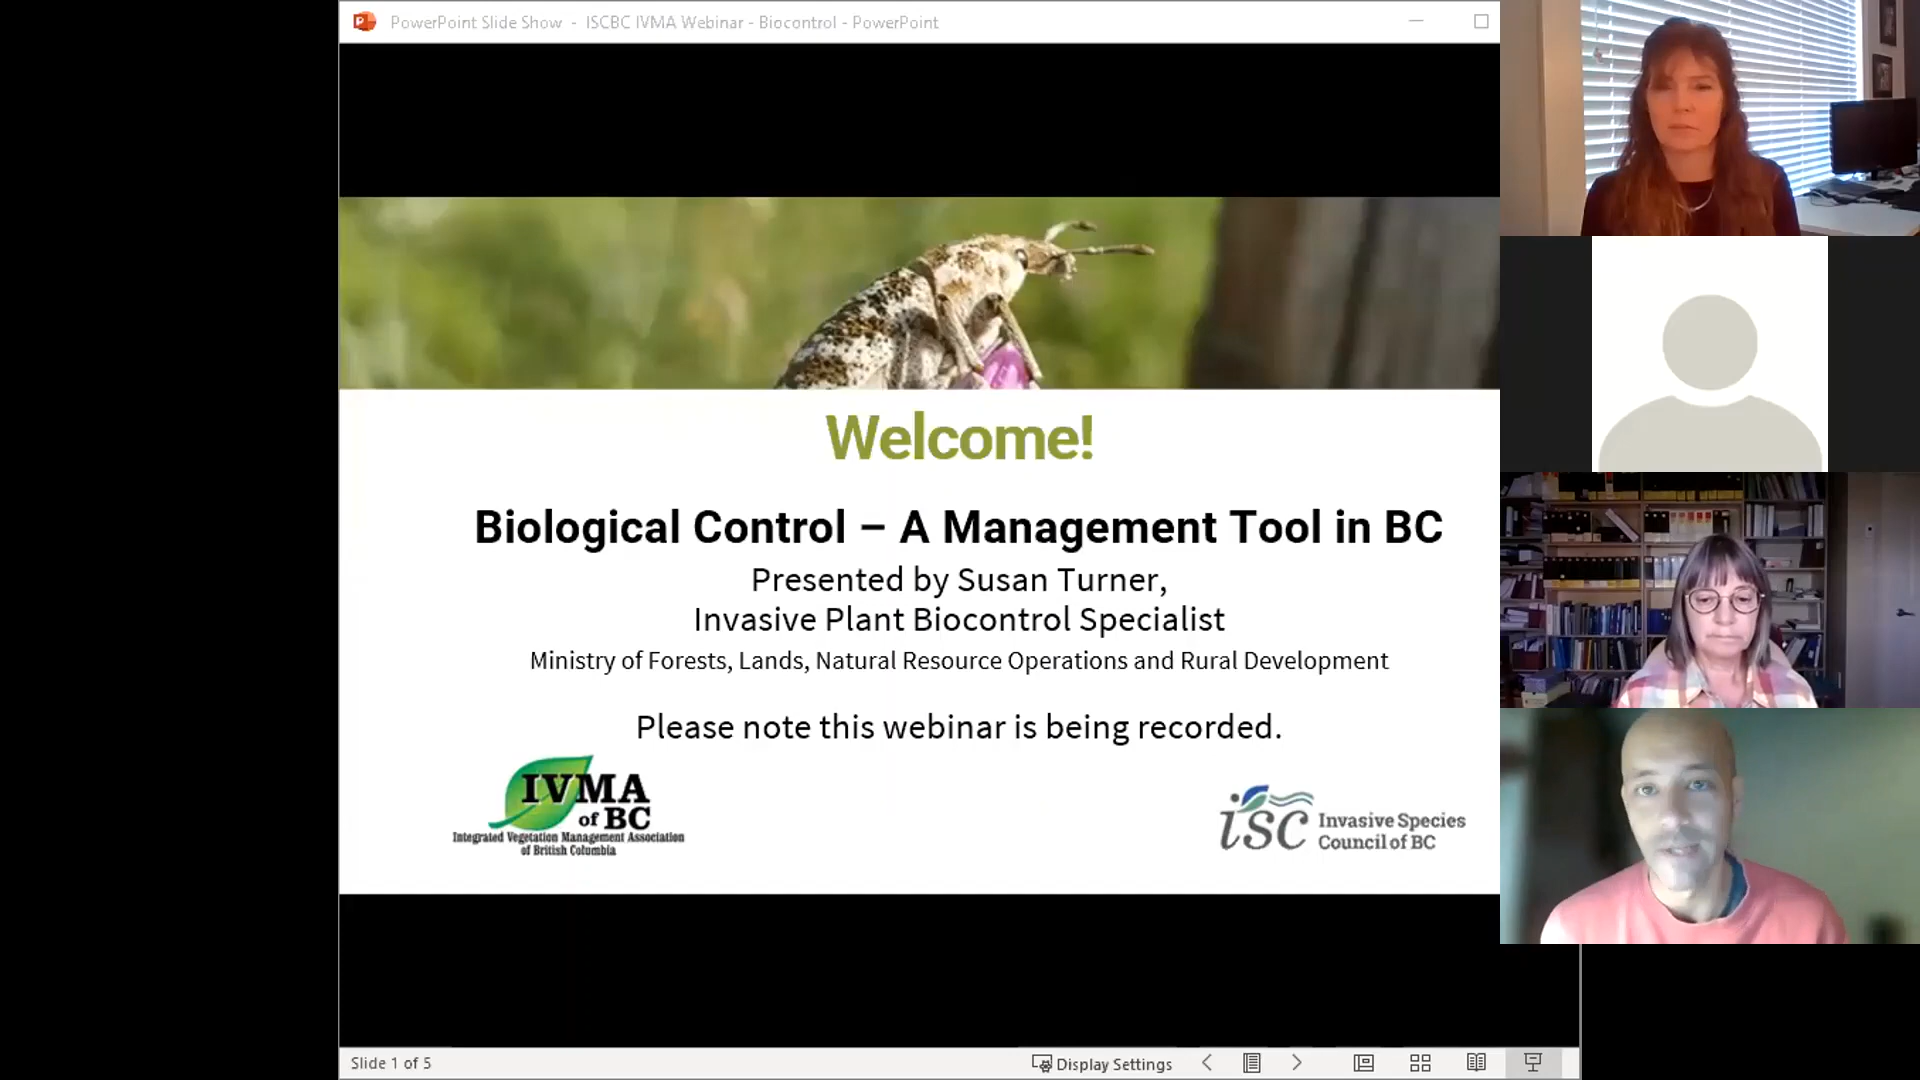 PowerPoint Slide Show - ISCBC IVMA Webinar - Biocontrol - PowerPoint
Welcome!
Biological Control – A Management Tool in BC
Presented by Susan Turner,
Invasive Plant Biocontrol Specialist
Ministry of Forests, Lands, Natural Resource Operations and Rural Development
Please note this webinar is being recorded.
IVMA
of BC
Integrated Vegetation Management Association
of British Columbia
isc
Invasive Species
Council of BC
Slide 1 of 5
Display Settings